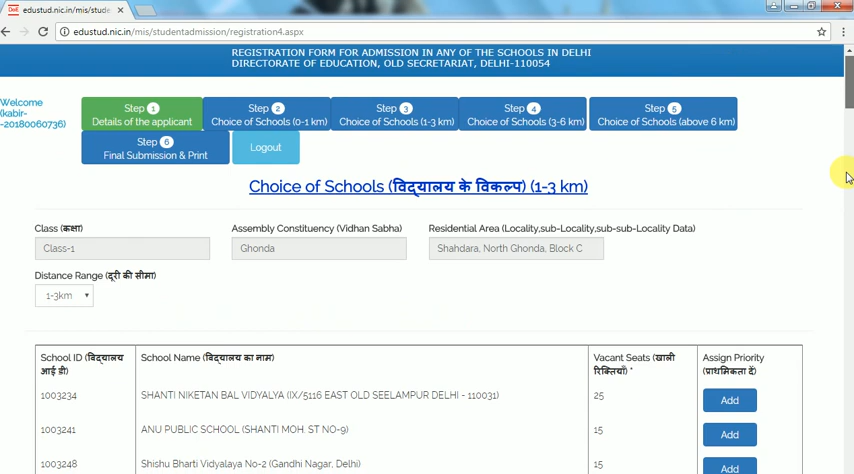 edustud.nic.in/mis/stude
edustud.nic.in/mis/studentadmission/registration4.aspx
REGISTRATION FORM FOR ADMISSION IN ANY OF THE SCHOOLS IN DELHI
DIRECTORATE OF EDUCATION, OLD SECRETARIAT, DELHI-110054
Welcome
(kabir-
-20180060736)
Step 1
Details of the applicant
Step 2
Choice of Schools (0-1 km)
Step 3
Choice of Schools (1-3 km)
Step 4
Choice of Schools (3-6 km)
Step 5
Choice of Schools (above 6 km)
Step 6
Final Submission & Print
Logout
Choice of Schools (विद्यालय के विकल्प) (1-3 km)
Class (कक्षा)
Assembly Constituency (Vidhan Sabha)
Residential Area (Locality,sub-Locality,sub-sub-Locality Data)
Class-1
Ghonda
Shahdara, North Ghonda, Block C
Distance Range (दूरी की सीमा)
1-3km
School ID (विद्यालय
आई डी)
School Name (विद्यालय का नाम)
Vacant Seats (खाली
रिक्तियाँ) *
Assign Priority
(प्राथमिकता दें)
1003234
SHANTI NIKETAN BAL VIDYALYA (IX/5116 EAST OLD SEELAMPUR DELHI - 110031)
25
Add
1003241
ANU PUBLIC SCHOOL (SHANTI MOH. ST NO-9)
15
Add
1003248
Shishu Bharti Vidyalaya No-2 (Gandhi Nagar, Delhi)
15
Add